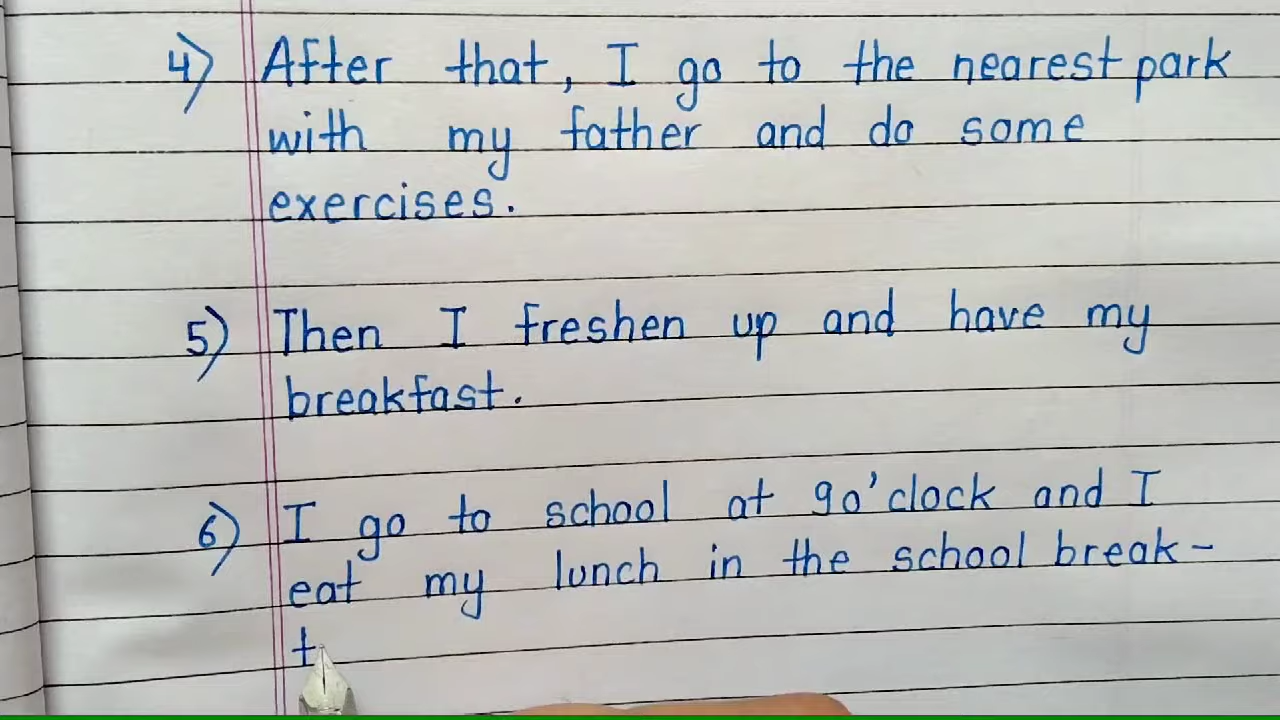 4) After that, I go to the nearest park
with my father and do some
exercises.
5) Then I freshen up and have my
breakfast.
6) I go to school at 9o'clock and I
eat my lunch in the school break-
t